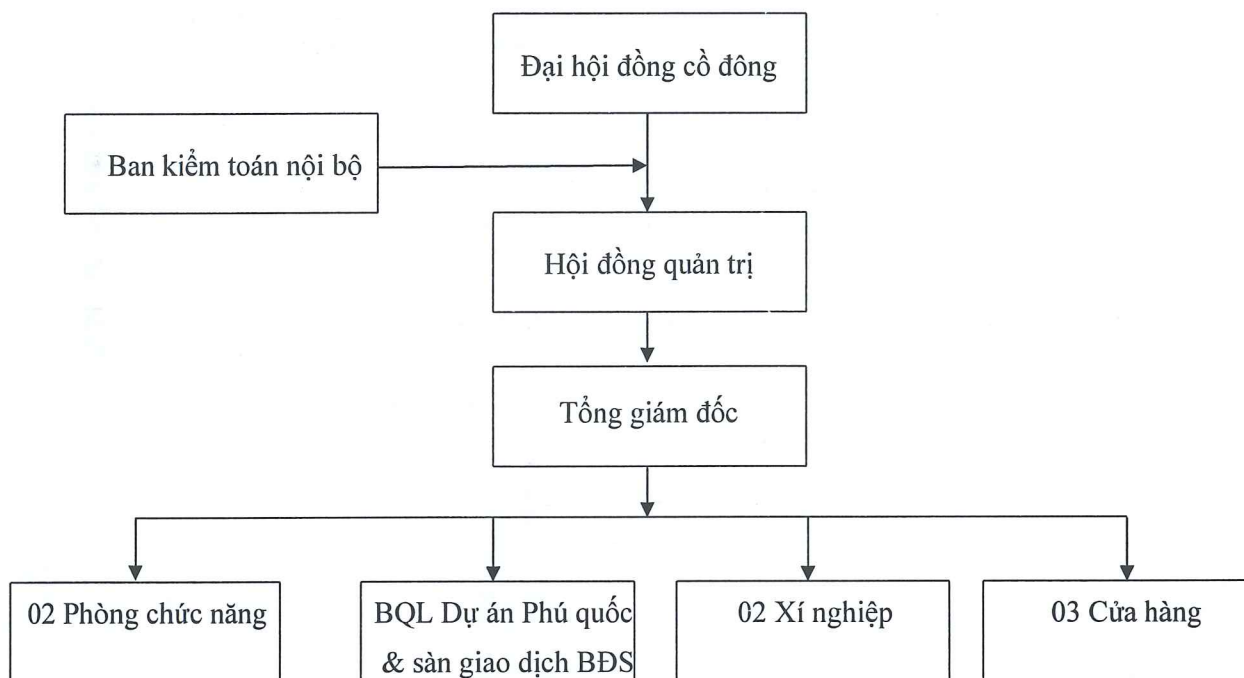 Đại hội đồng cồ đông
Ban kiểm toán nội bộ
Hội đồng quản trị
Tổng giám đốc
02 Phòng chức năng
BQL Dự án Phú quốc
& sàn giao dịch BĐS
02 Xí nghiệp
03 Cửa hàng